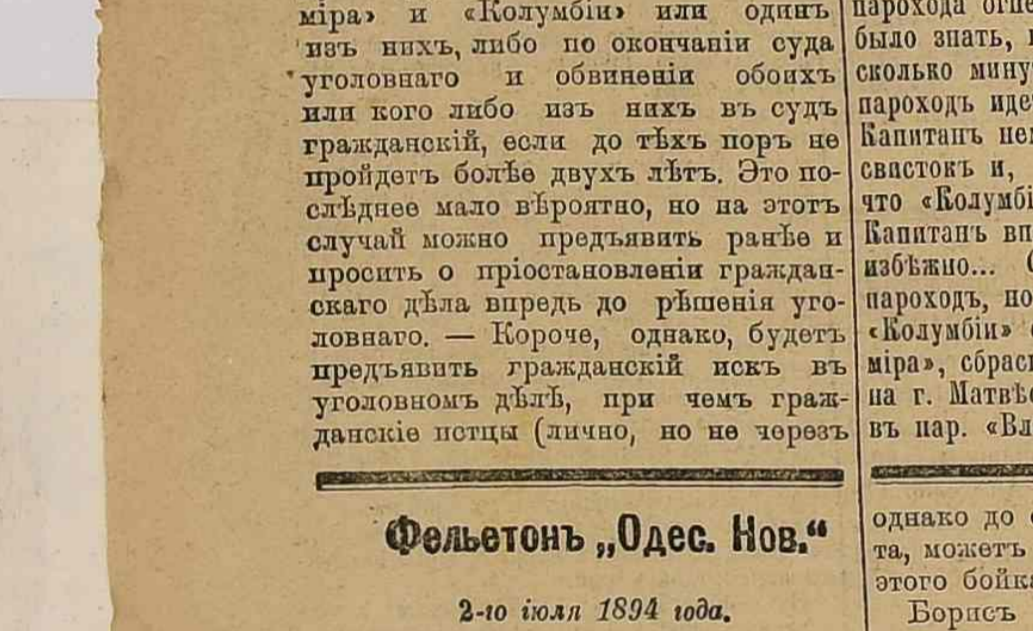 міра» и «Колумбіи» или одинъ
изъ нихъ, либо по окончаніи суда
уголовнаго и обвиненіи обоихъ
или кого либо изъ нихъ въ судъ
гражданскій, если до тѣхъ поръ не
пройдетъ болѣе двухъ лѣтъ. Это по-
слѣднее мало вѣроятно, но на этотъ
случай можно предъявить ранѣе и
просить о пріостановленіи граждан-
скаго дѣла впредь до рѣшенія уго-
ловнаго. — Короче, однако, будетъ
предъявить гражданскій искъ въ
уголовномъ дѣлѣ, при чемъ граж-
данскіе истцы (лично, но не черезъ
Фельетонъ „Одес. Нов.“
2-го іюля 1894 года.
парохода
было знать,
сколько
пароходъ
Капитанъ
свистокъ и,
что
Капитанъ
избѣжно...
пароходъ,
«Колумбіи»
міра»,
на г.
въ пар.
однако до
та, можетъ
этого
Борисъ